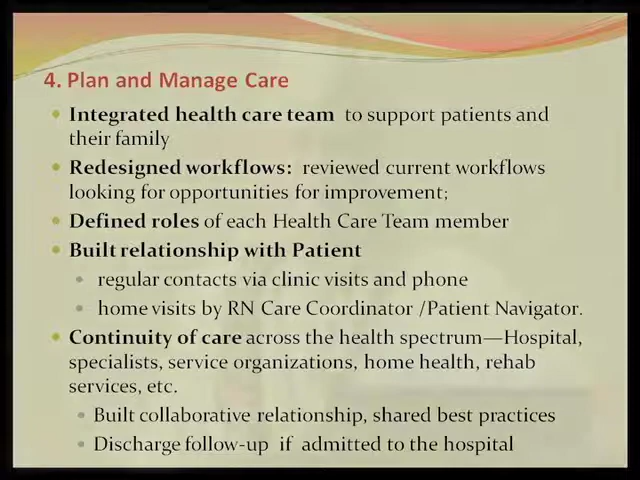 4. Plan and Manage Care
Integrated health care team to support patients and
their family
Redesigned workflows: reviewed current workflows
looking for opportunities for improvement;
Defined roles of each Health Care Team member
Built relationship with Patient
regular contacts via clinic visits and phone
home visits by RN Care Coordinator /Patient Navigator.
Continuity of care across the health spectrum—Hospital,
specialists, service organizations, home health, rehab
services, etc.
Built collaborative relationship, shared best practices
Discharge follow-up if admitted to the hospital